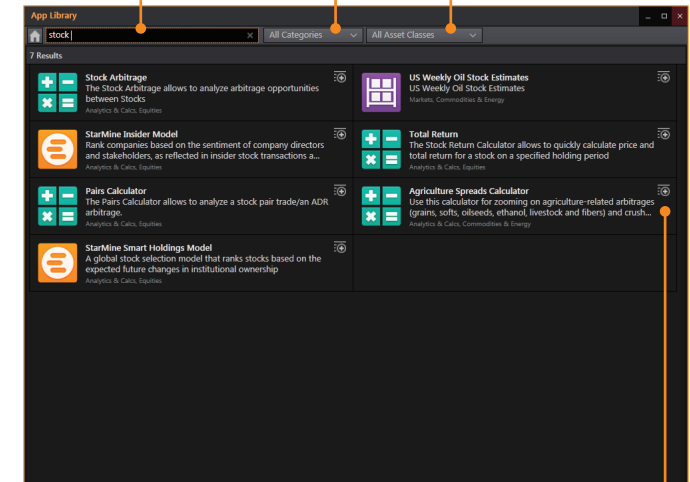 App Library
stock
All Categories
All Asset Classes
7 Results
Stock Arbitrage
The Stock Arbitrage allows to analyze arbitrage opportunities
between Stocks
Analytics & Calcs, Equities
US Weekly Oil Stock Estimates
US Weekly Oil Stock Estimates
Markets, Commodities & Energy
StarMine Insider Model
Rank companies based on the sentiment of company directors
and stakeholders, as reflected in insider stock transactions a...
Analytics & Calcs, Equities
Total Return
The Stock Return Calculator allows to quickly calculate price and
total return for a stock on a specified holding period
Analytics & Calcs, Equities
Pairs Calculator
The Pairs Calculator allows to analyze a stock pair trade/an ADR
arbitrage.
Analytics & Calcs, Equities
Agriculture Spreads Calculator
Use this calculator for zooming on agriculture-related arbitrages
(grains, softs, oilseeds, ethanol, livestock and fibers) and crush...
Analytics & Calcs, Commodities & Energy
StarMine Smart Holdings Model
A global stock selection model that ranks stocks based on the
expected future changes in institutional ownership
Analytics & Calcs, Equities